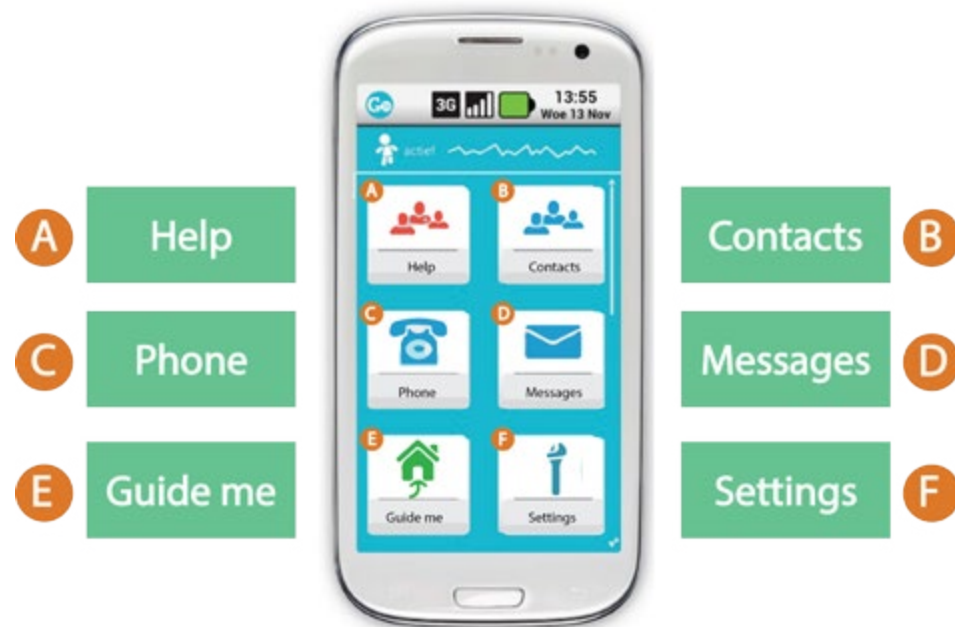 Go 3G 13:55
Woe 13 Nov
actief
A Help
B Contacts
C Phone
D Messages
E Guide me
F Settings
A Help
Contacts B
C Phone
Messages D
E Guide me
Settings F